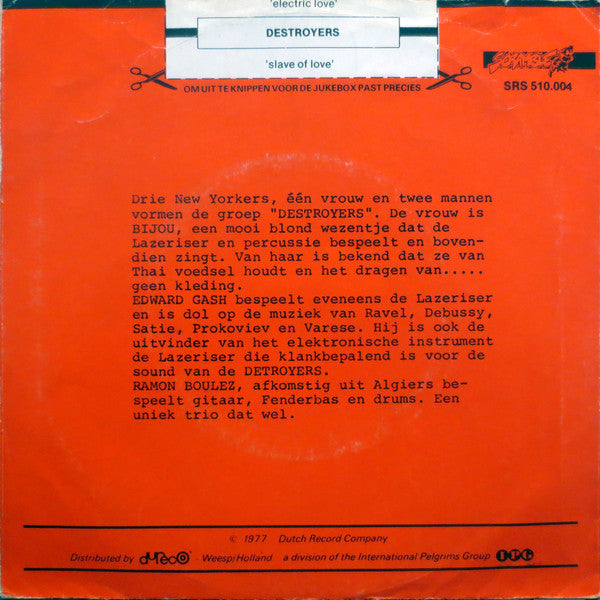 'electric love'
DESTROYERS
'slave of love'
OM UIT TE KNIPPEN VOOR DE JUKEBOX PAST PRECIES
SRS 510.004
Drie New Yorkers, één vrouw en twee mannen
vormen de groep "DESTROYERS". De vrouw is
BIJOU, een mooi blond wezentje dat de
Lazeriser en percussie bespeelt en boven-
dien zingt. Van haar is bekend dat ze van
Thai voedsel houdt en het dragen van.....
geen kleding.
EDWARD GASH bespeelt eveneens de Lazeriser
en is dol op de muziek van Ravel, Debussy,
Satie, Prokoviev en Varese. Hij is ook de
uitvinder van het elektronische instrument
de Lazeriser die klankbepalend is voor de
sound van de DETROYERS.
RAMON BOULEZ, afkomstig uit Algiers be-
speelt gitaar, Fenderbas en drums. Een
uniek trio dat wel.
© 1977 Dutch Record Company
Distributed by dureco - Weesp/Holland a division of the International Pelgrims Group